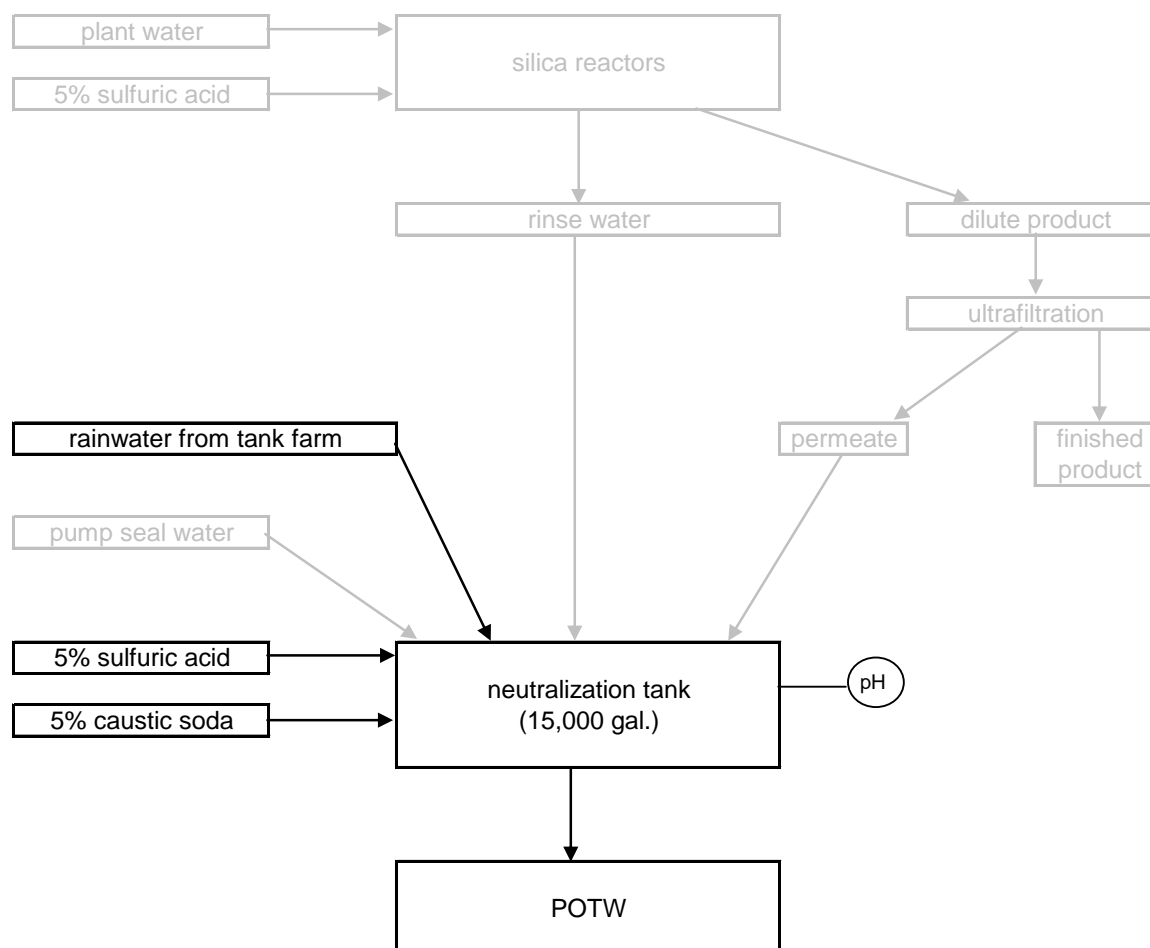 plant water
silica reactors
5% sulfuric acid
rinse water
dilute product
ultrafiltration
rainwater from tank farm
permeate
finished
product
pump seal water
5% sulfuric acid
neutralization tank
(15,000 gal.)
pH
5% caustic soda
POTW